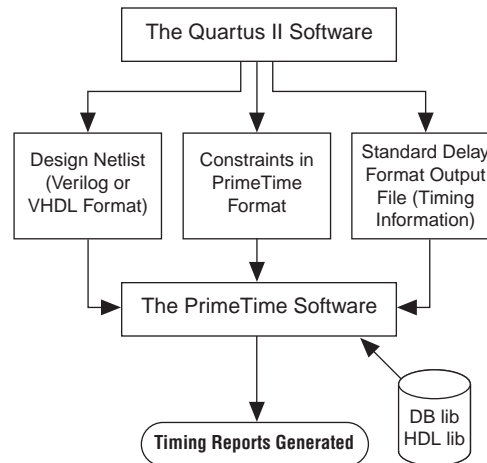 The Quartus II Software
Design Netlist
(Verilog or
VHDL Format)
Constraints in
PrimeTime
Format
Standard Delay
Format Output
File (Timing
Information)
The PrimeTime Software
DB lib
HDL lib
Timing Reports Generated